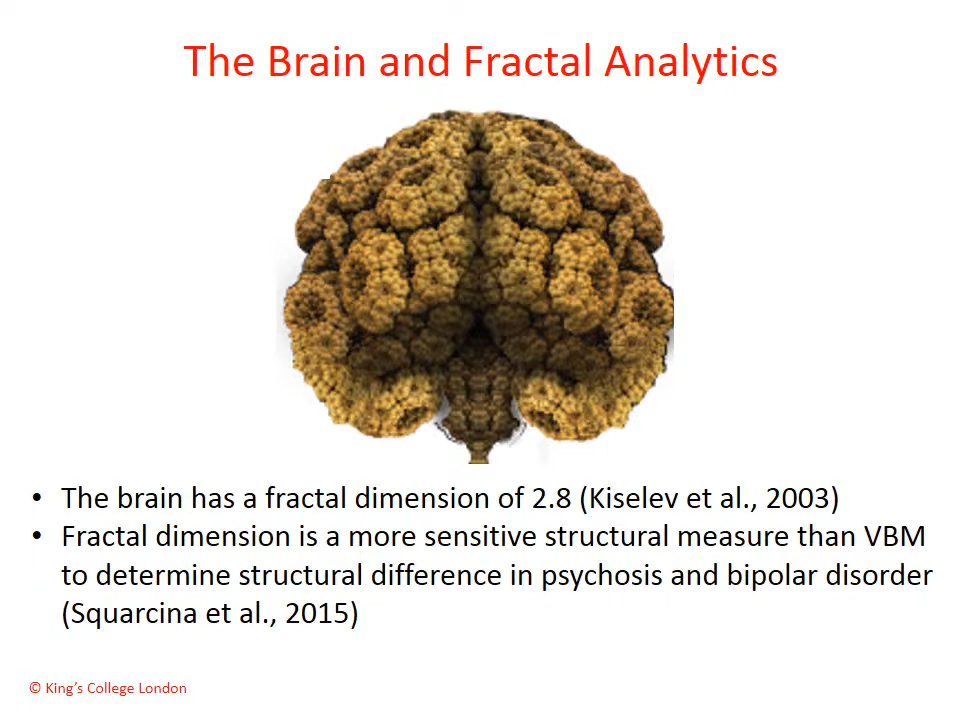 The Brain and Fractal Analytics
• The brain has a fractal dimension of 2.8 (Kiselev et al., 2003)
• Fractal dimension is a more sensitive structural measure than VBM
to determine structural difference in psychosis and bipolar disorder
(Squarcina et al., 2015)
© King’s College London